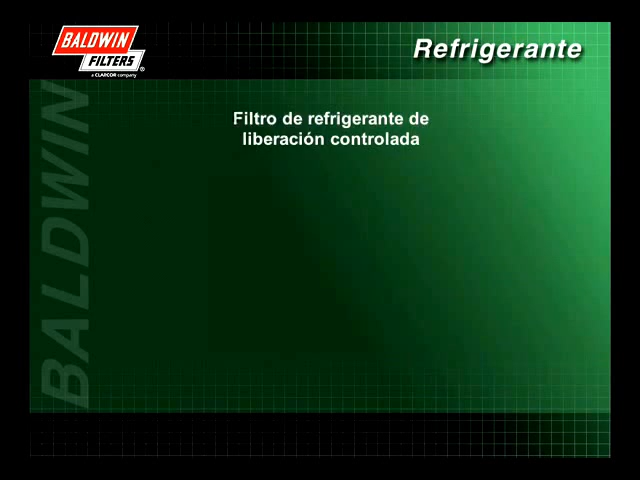 BALDWIN
FILTERS®
a CLARCOR company
Refrigerante
Filtro de refrigerante de
liberación controlada
BALDWIN